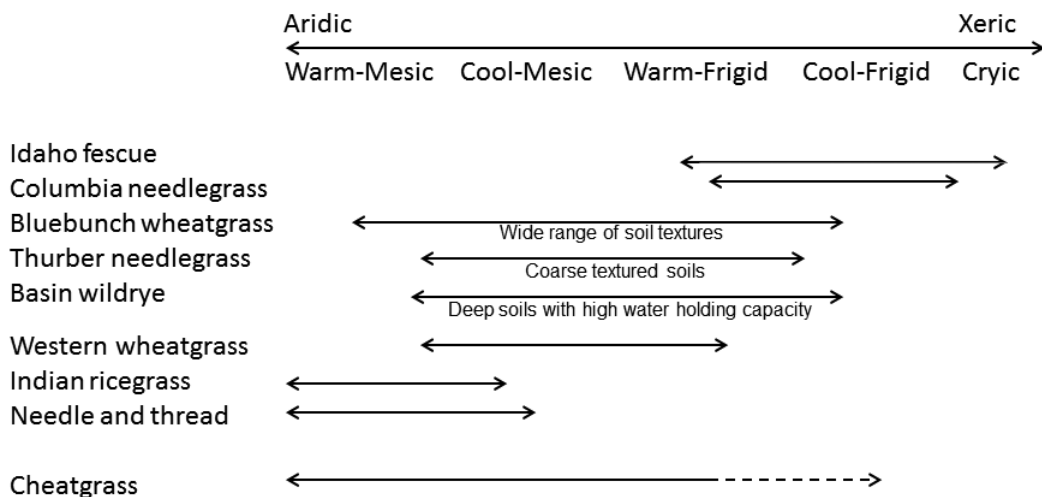 Aridic Xeric
Warm-Mesic Cool-Mesic Warm-Frigid Cool-Frigid Cryic
Idaho fescue
Columbia needlegrass
Bluebunch wheatgrass
Wide range of soil textures
Thurber needlegrass
Coarse textured soils
Basin wildrye
Deep soils with high water holding capacity
Western wheatgrass
Indian ricegrass
Needle and thread
Cheatgrass